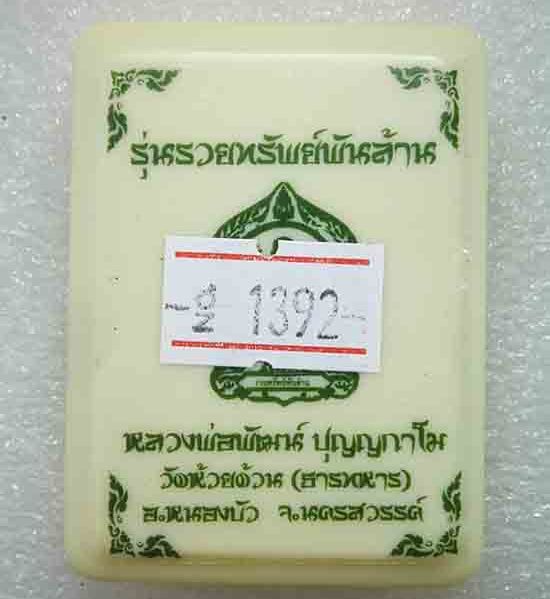 รุ่นรวยทรัพย์พันล้าน
1392
หลวงพ่อพัฒน์ ปุญญกาโม
วัดห้วยด้วน (ธารทหาร)
อ.หนองบัว จ.นครสวรรค์